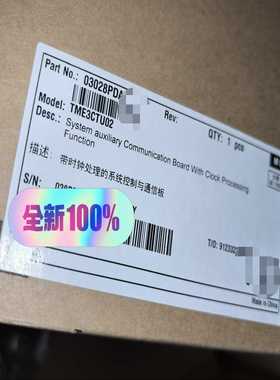 Part No.: 03028PDA
Rev:
Model: TME3CTU02
QTY: 1 pcs
Desc.: System auxiliary Communication Board With Clock Processing
Function
描述: 带时钟处理的系统控制与通信板
S/N:
全新100%
T/D: 912332
Made in China